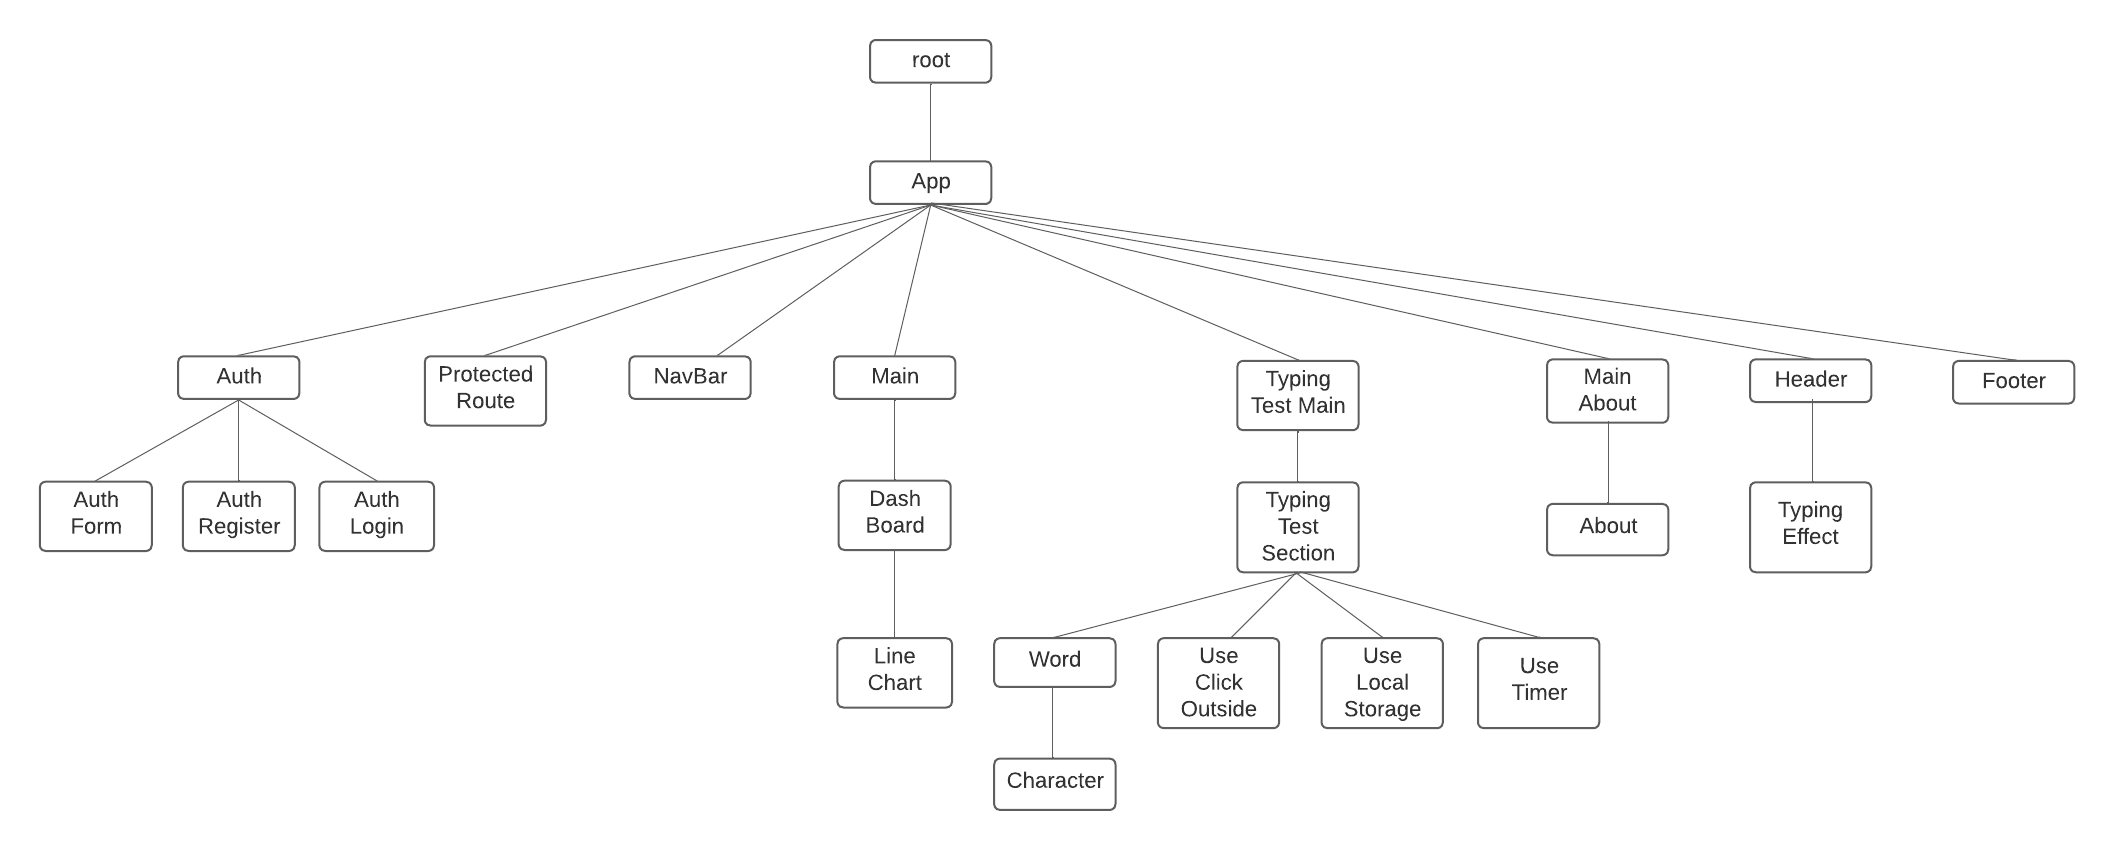 root
App
Auth
Protected
Route
NavBar
Main
Typing
Test Main
Main
About
Header
Footer
Auth
Form
Auth
Register
Auth
Login
Dash
Board
Typing
Test
Section
About
Typing
Effect
Line
Chart
Word
Use
Click
Outside
Use
Local
Storage
Use
Timer
Character